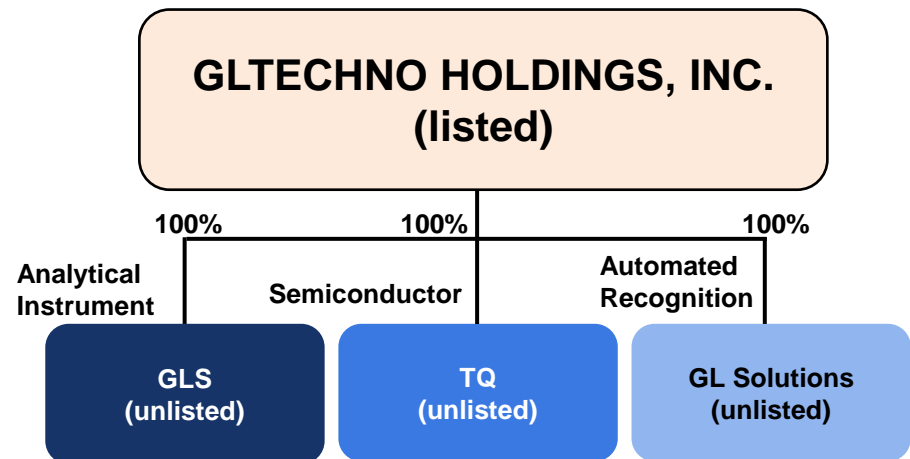 GLTECHNO HOLDINGS, INC.
(listed)
100%
100%
100%
Analytical
Instrument
Semiconductor
Automated
Recognition
GLS
(unlisted)
TQ
(unlisted)
GL Solutions
(unlisted)